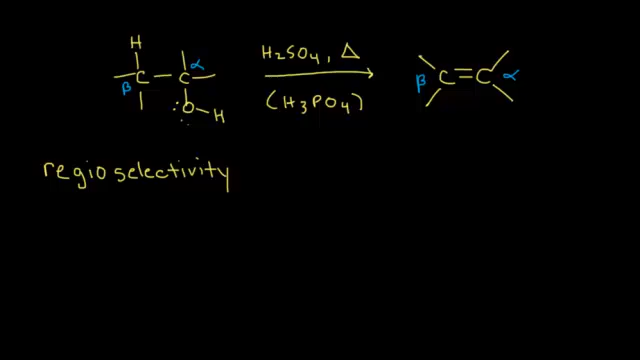 H
H₂SO₄, Δ
C C α C = C
β β α
:O – H
(H₃PO₄)
regioselectivity